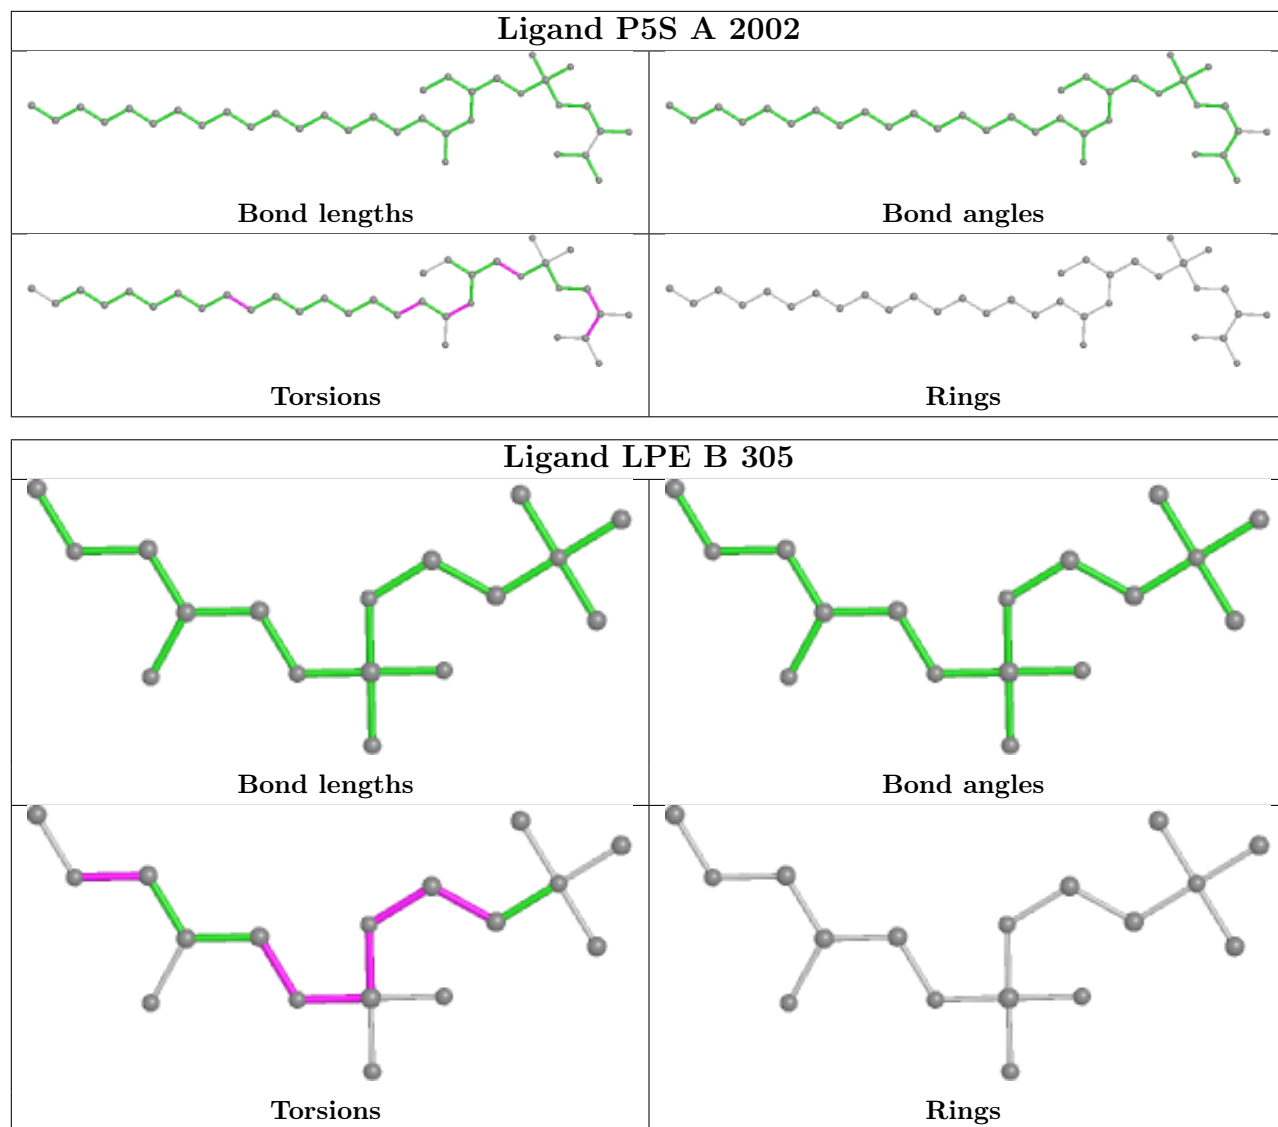 Ligand P5S A 2002
Bond lengths
Bond angles
Torsions
Rings
Ligand LPE B 305
Bond lengths
Bond angles
Torsions
Rings